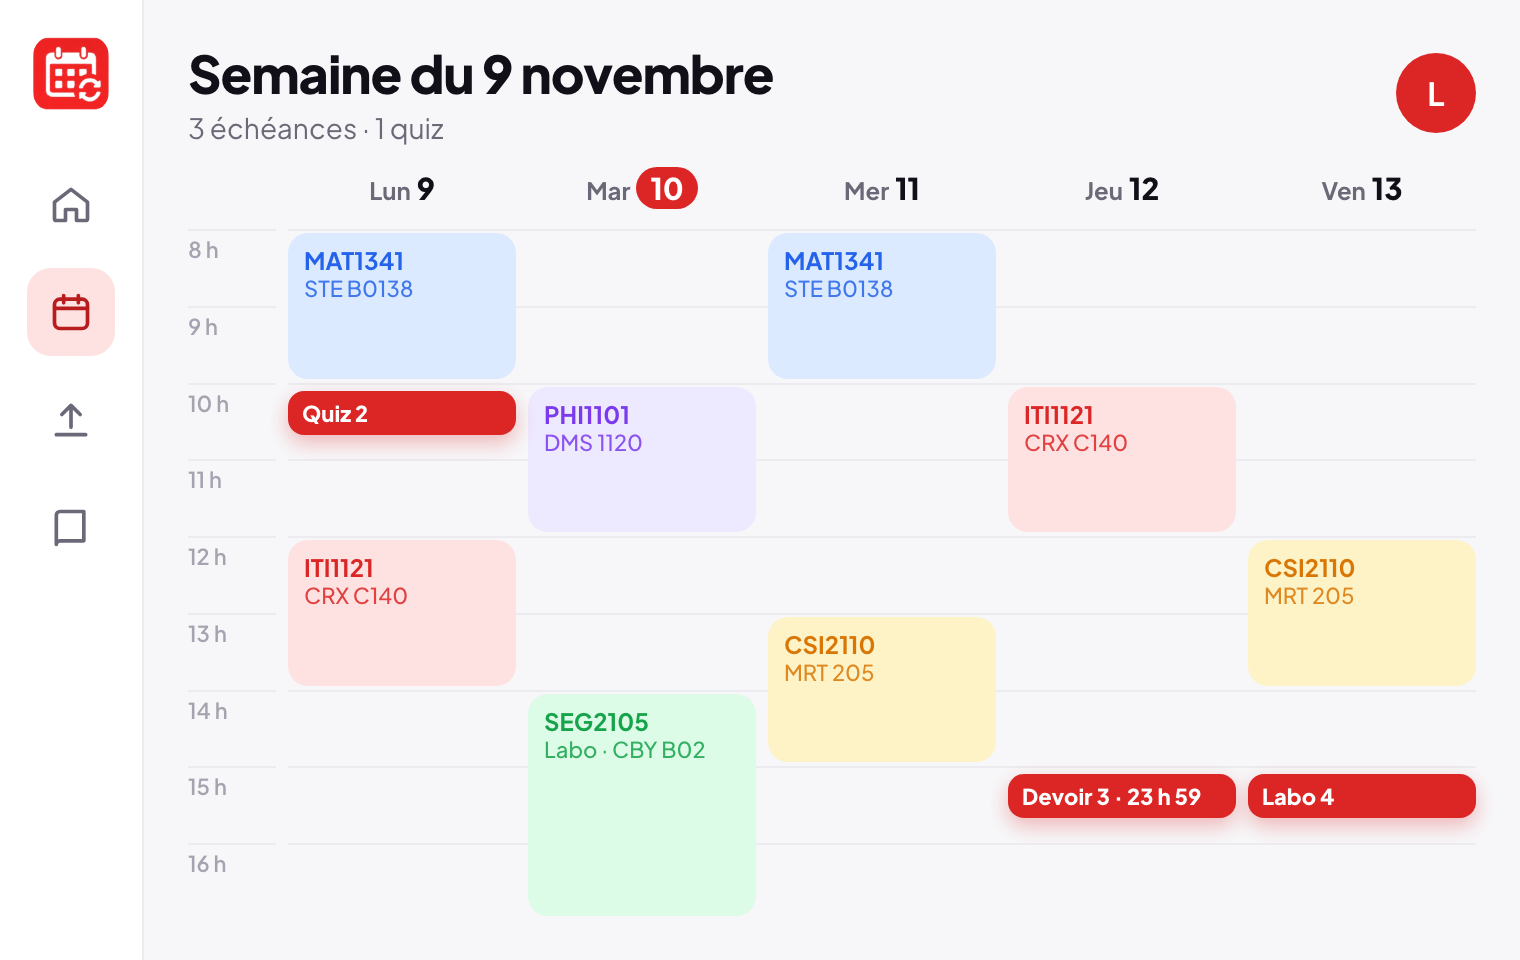 Semaine du 9 novembre
3 échéances · 1 quiz
L
Lun 9
Mar 10
Mer 11
Jeu 12
Ven 13
8 h
MAT1341
STE B0138
MAT1341
STE B0138
9 h
10 h
Quiz 2
PHI1101
DMS 1120
ITI1121
CRX C140
11 h
12 h
ITI1121
CRX C140
CSI2110
MRT 205
13 h
CSI2110
MRT 205
14 h
SEG2105
Labo · CBY B02
15 h
Devoir 3 · 23 h 59
Labo 4
16 h